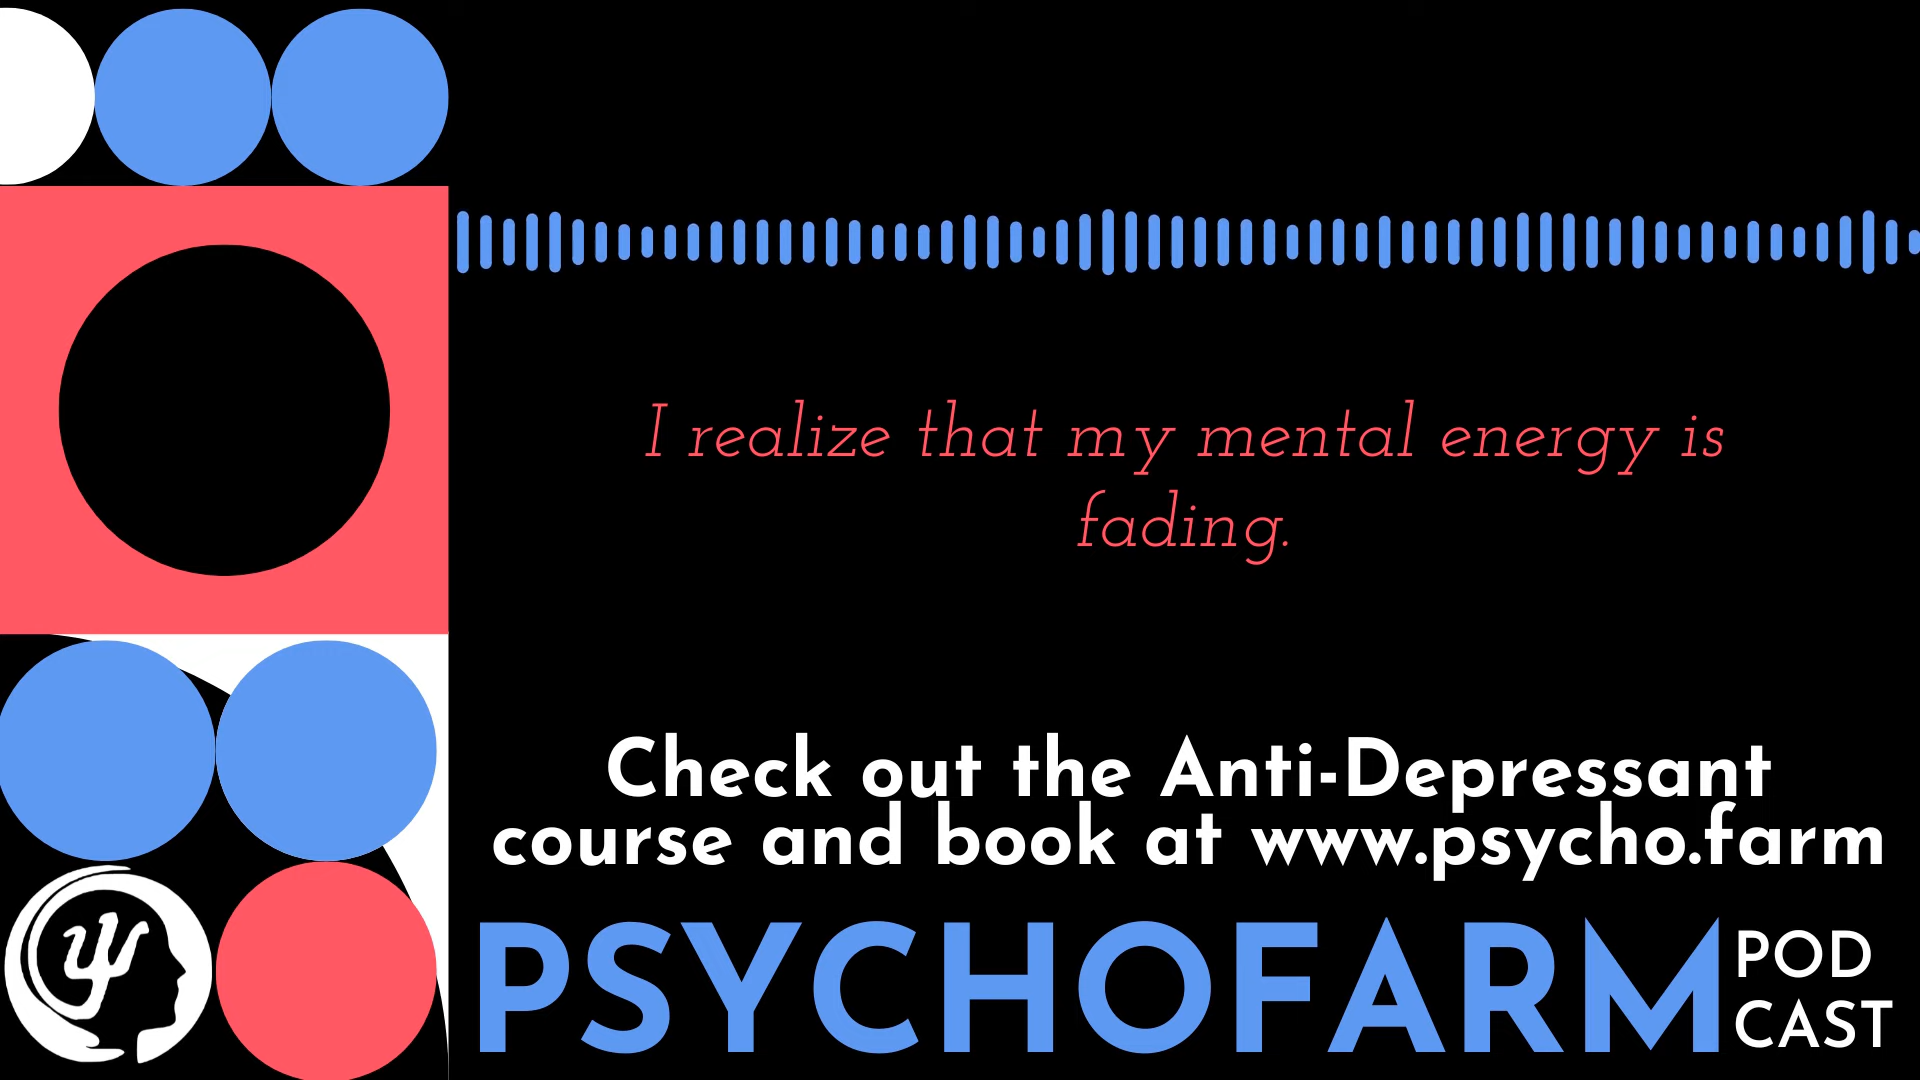 I realize that my mental energy is
fading.
Check out the Anti-Depressant
course and book at www.psycho.farm
PSYCHOFARM
POD
CAST
ψ